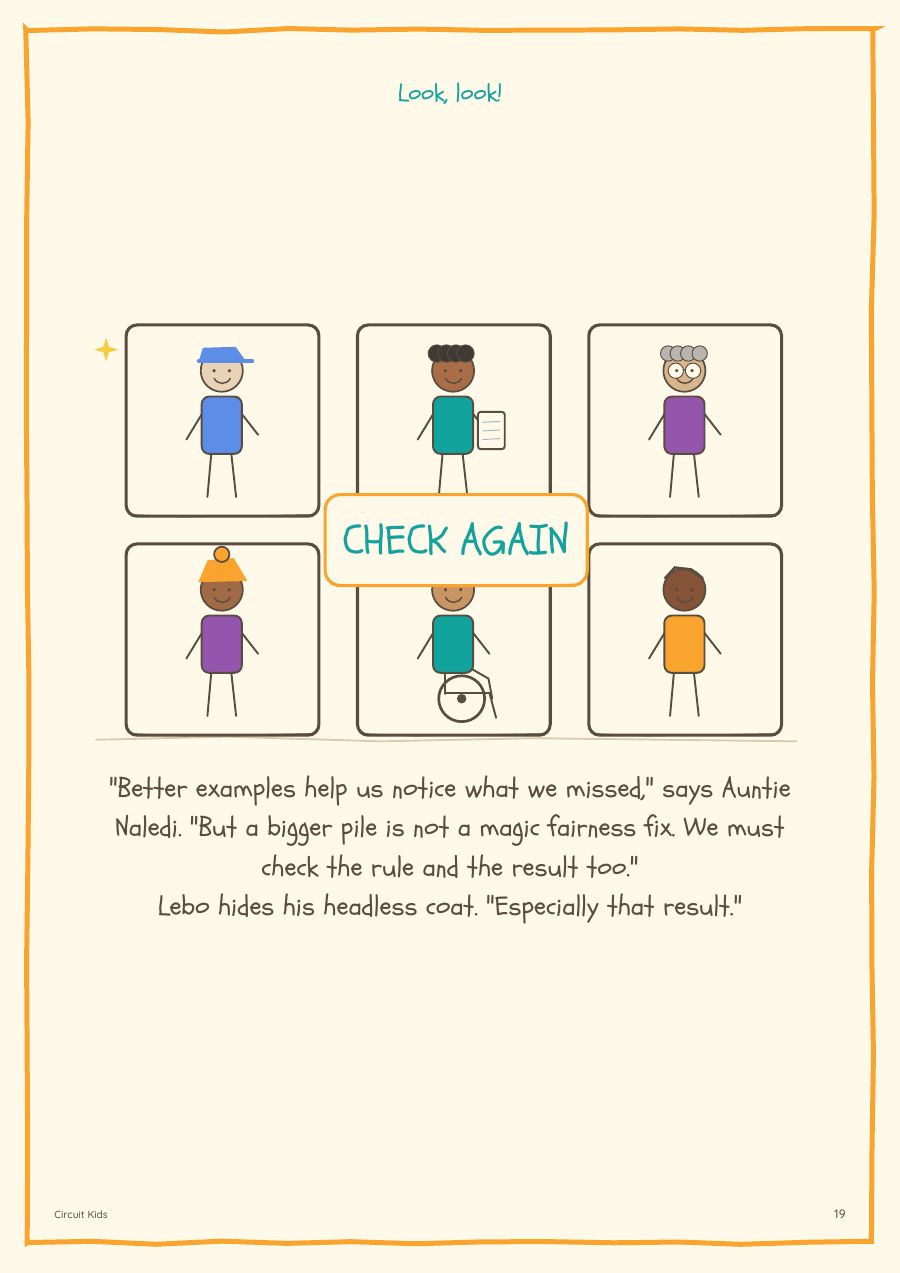 Look, look!
CHECK AGAIN
"Better examples help us notice what we missed," says Auntie
Naledi. "But a bigger pile is not a magic fairness fix. We must
check the rule and the result too."
Lebo hides his headless coat. "Especially that result."
Circuit Kids
19